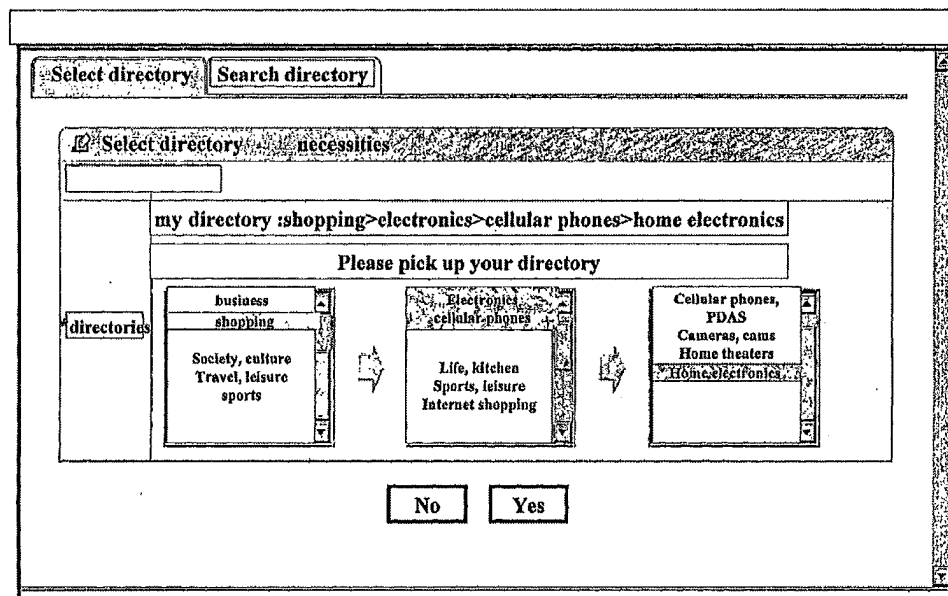 Select directory
Search directory
Select directory necessities
my directory :shopping>electronics>cellular phones>home electronics
Please pick up your directory
directories
business
shopping
Society, culture
Travel, leisure
sports
Electronics
cellular phones
Life, kitchen
Sports, leisure
Internet shopping
Cellular phones,
PDAS
Cameras, cams
Home theaters
Home electronics
No
Yes